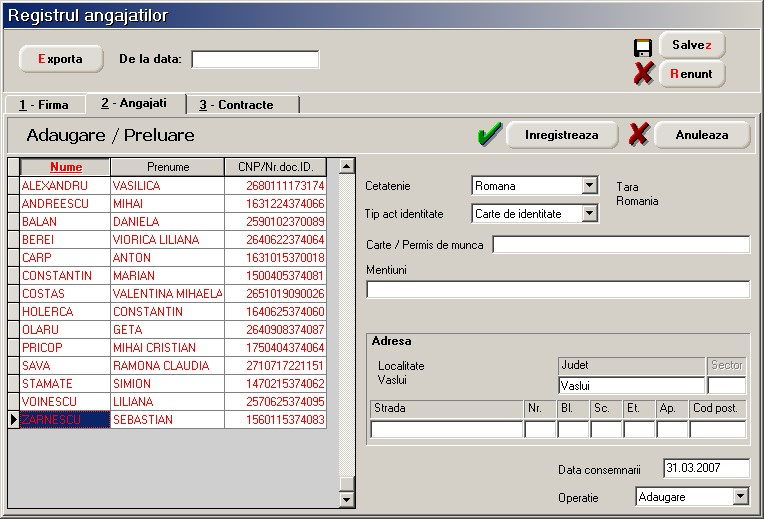 Registrul angajatilor
Exporta De la data: Salvez
Renunt
1 - Firma 2 - Angajati 3 - Contracte
Adaugare / Preluare Inregistreaza Anuleaza
Nume Prenume CNP/Nr.doc.ID.
ALEXANDRU VASILICA 2680111173174
ANDREESCU MIHAI 1631224374066
BALAN DANIELA 2590102370089
BEREI VIORICA LILIANA 2640622374064
CARP ANTON 1631015370018
CONSTANTIN MARIAN 1500405374081
COSTAS VALENTINA MIHAELA 2651019090026
HOLERCA CONSTANTIN 1640625374060
OLARU GETA 2640908374087
PRICOP MIHAI CRISTIAN 1750404374064
SAVA RAMONA CLAUDIA 2710717221151
STAMATE SIMION 1470215374062
VOINESCU LILIANA 2570625374095
ZARNESCU SEBASTIAN 1560115374083
Cetatenie Romana Tara
Romania
Tip act identitate Carte de identitate
Carte / Permis de munca
Mentiuni
Adresa
Localitate Judet Sector
Vaslui Vaslui
Strada Nr. Bl. Sc. Et. Ap. Cod post.
Data consemnarii 31.03.2007
Operatie Adaugare